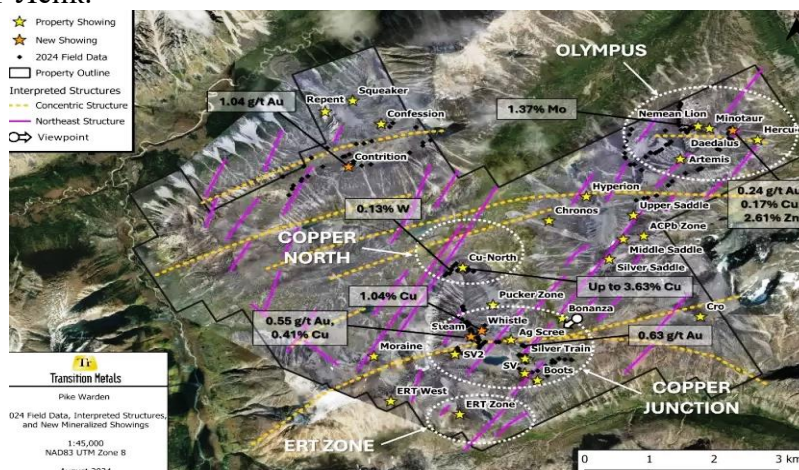 Property Showing
New Showing
2024 Field Data
Property Outline
Interpreted Structures
Concentric Structure
Northeast Structure
Viewpoint
OLYMPUS
1.04 g/t Au
Repent
Squeaker
Confession
Contrition
1.37% Mo
Nemean Lion
Minotaur
Hercu
Daedalus
Artemis
0.24 g/t Au
0.17% Cu
2.61% Zn
Hyperion
Chronos
Upper Saddle
ACPb Zone
Middle Saddle
Silver Saddle
0.13% W
COPPER
NORTH
Cu-North
Up to 3.63% Cu
1.04% Cu
Pucker Zone
Bonanza
Cro
0.55 g/t Au,
0.41% Cu
Steam
Whistle
Ag Scree
0.63 g/t Au
Moraine
SV2
Silver Train
SV
Boots
ERT West
ERT Zone
COPPER
JUNCTION
ERT ZONE
Tr
Transition Metals
Pike Warden
024 Field Data, Interpreted Structures,
and New Mineralized Showings
1:45,000
NAD83 UTM Zone 8
August 2024
0 1 2 3 km